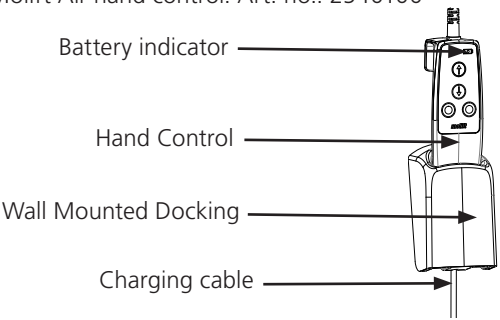 Battery indicator
Hand Control
Wall Mounted Docking
Charging cable